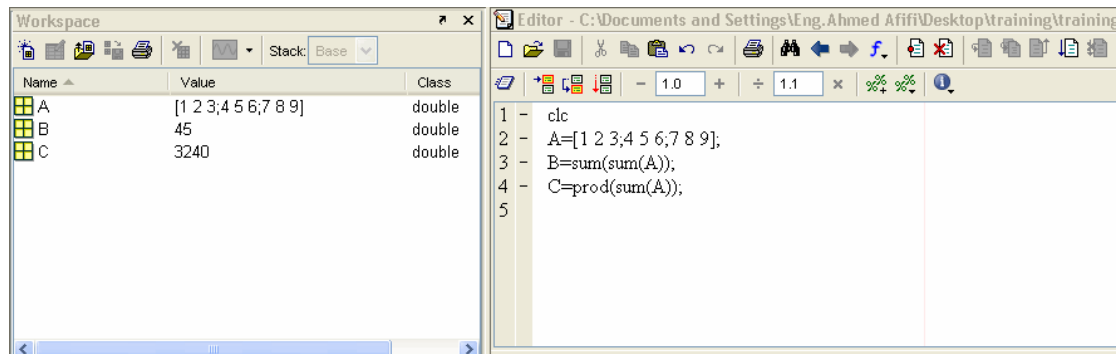 Workspace
Stack: Base
Name Value Class
A [1 2 3;4 5 6;7 8 9] double
B 45 double
C 3240 double
Editor - C:\Documents and Settings\Eng.Ahmed Afifi\Desktop\training\training
1.0 1.1
1 - clc
2 - A=[1 2 3;4 5 6;7 8 9];
3 - B=sum(sum(A));
4 - C=prod(sum(A));
5